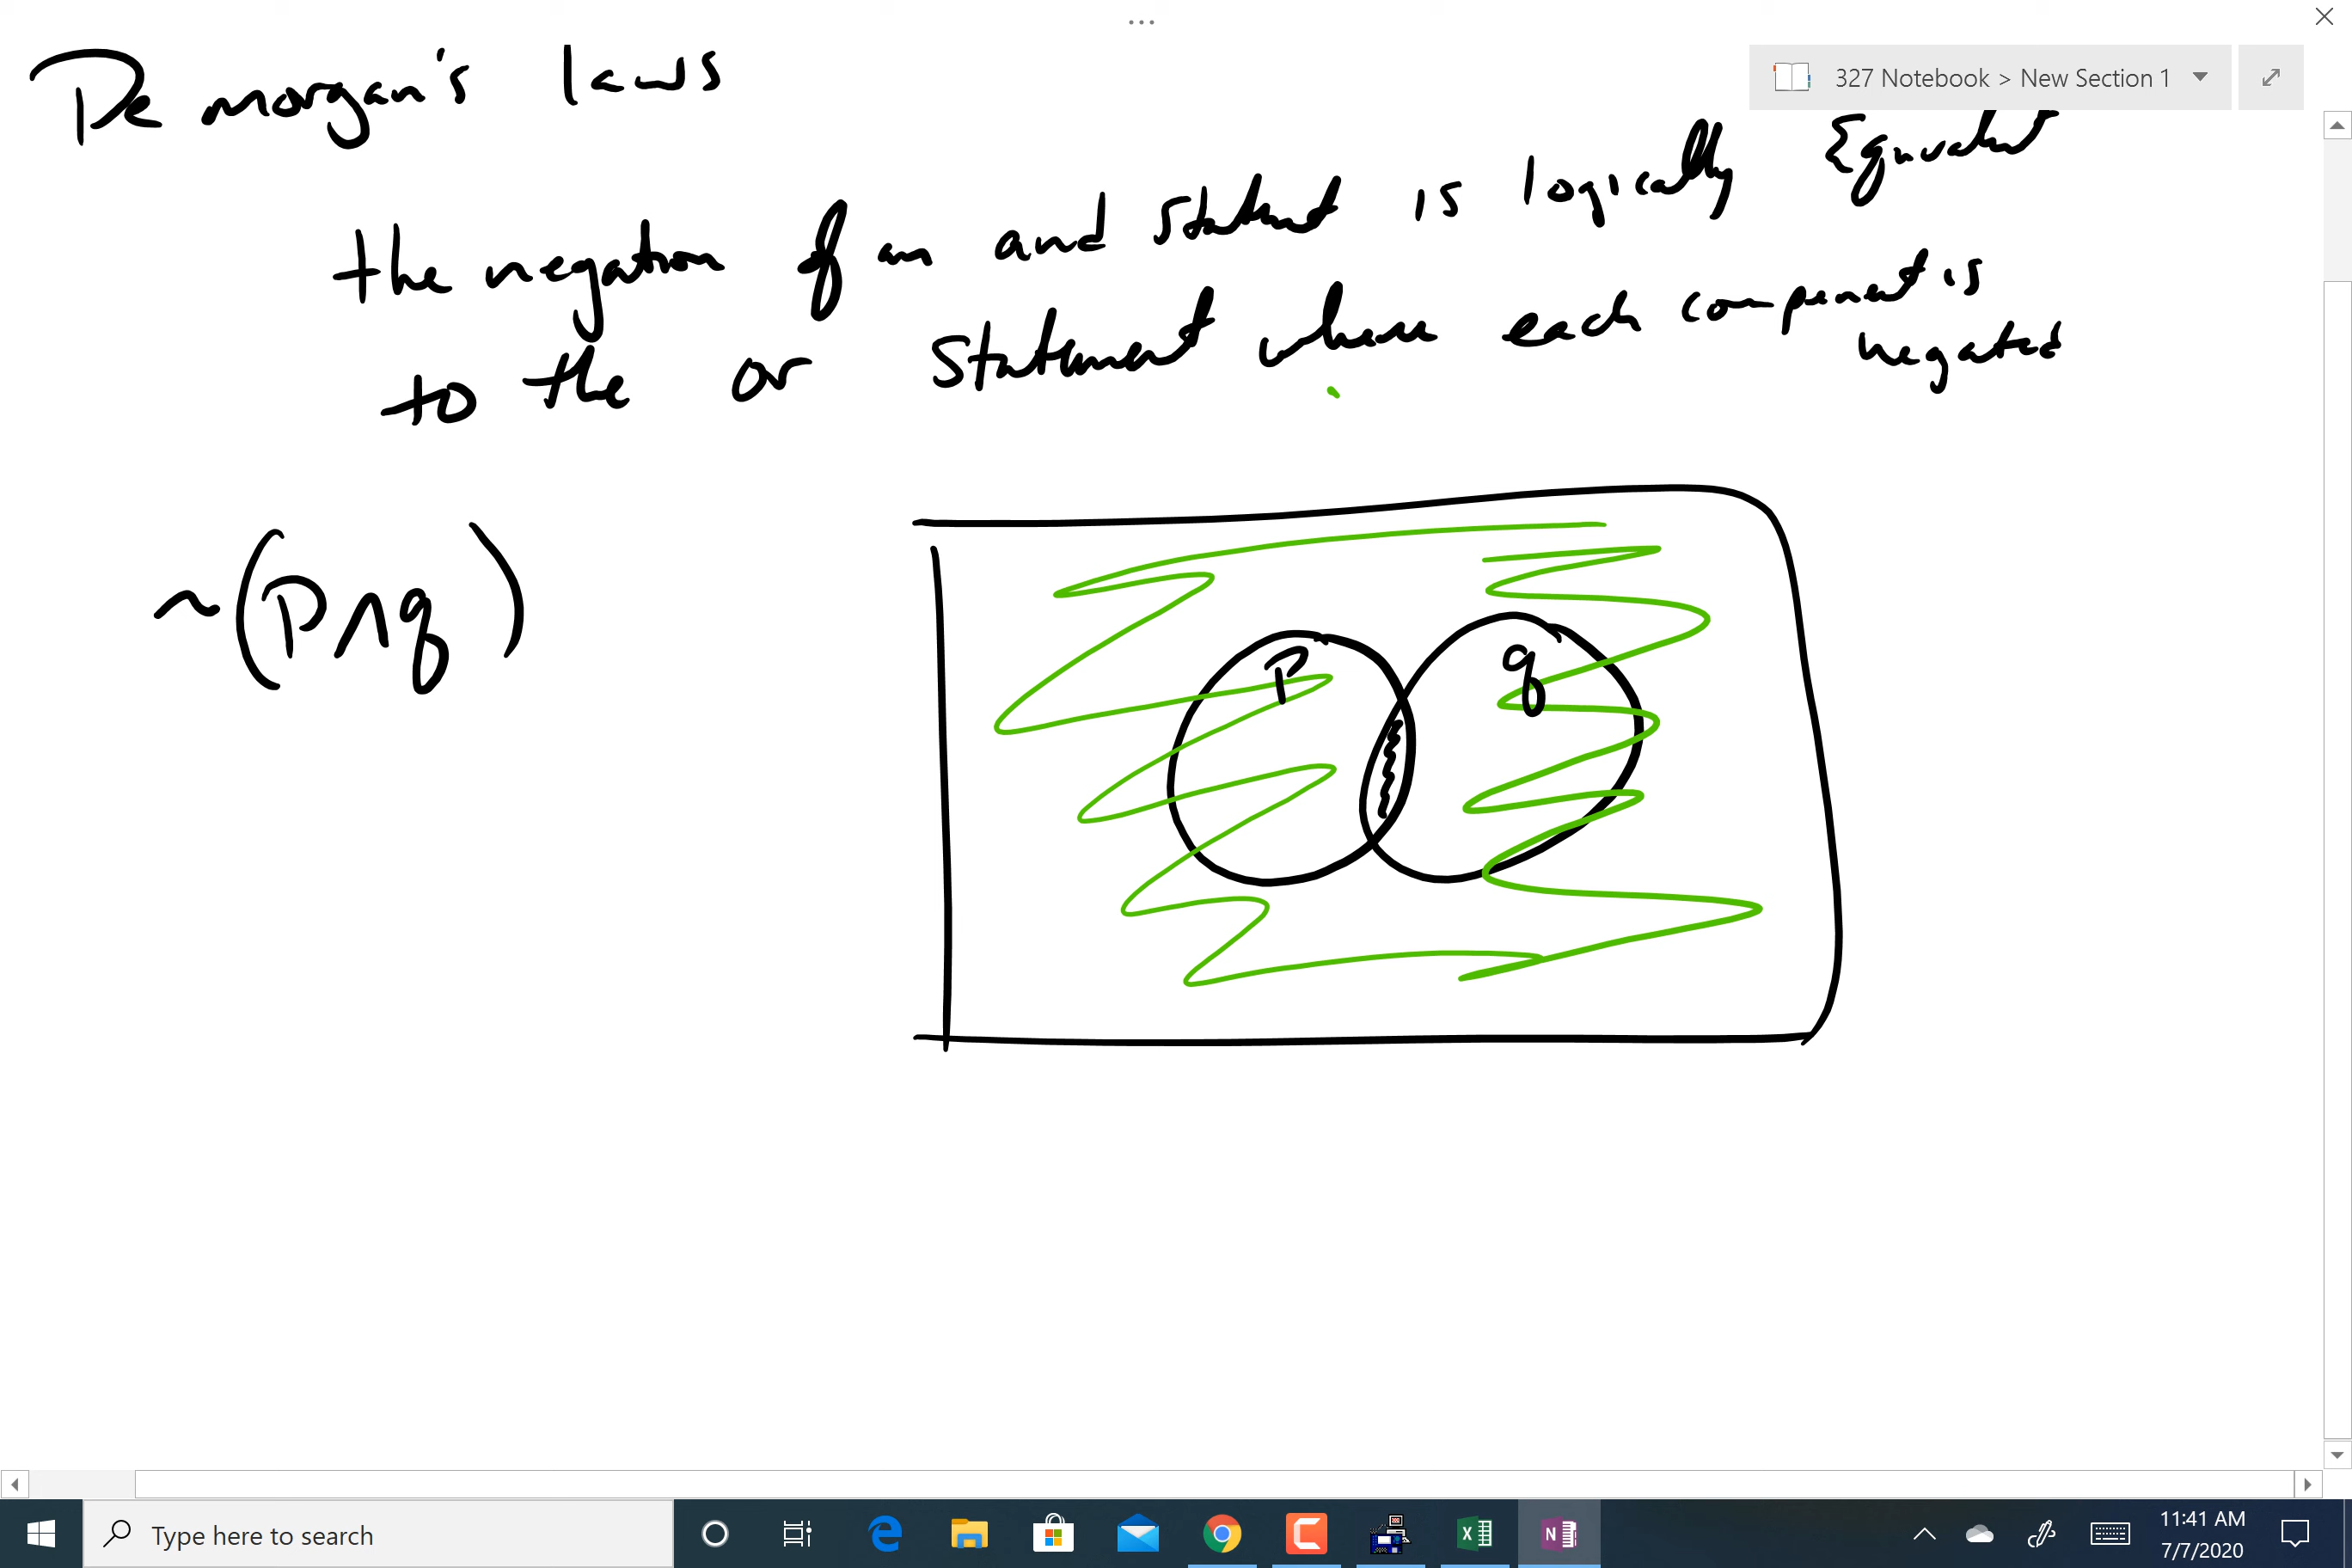 De morgan's laws
327 Notebook > New Section 1
the negation of an and statement is logically Equivalent
to the or statement where each component is
negated
~(p∧q)
P q
Type here to search
11:41 AM
7/7/2020